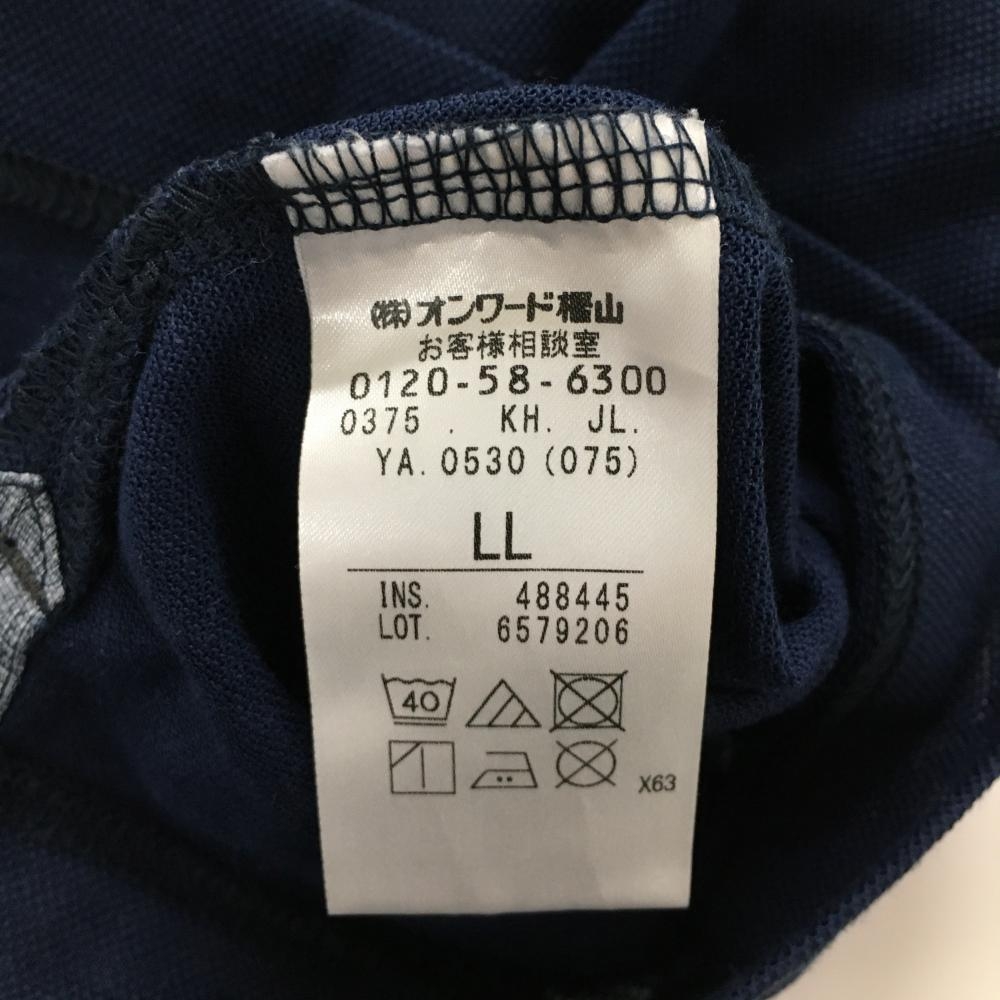 (株)オンワード樫山
お客様相談室
0120-58-6300
0375 . KH. JL.
YA. 0530 (075)
LL
INS. 488445
LOT. 6579206
40
X63